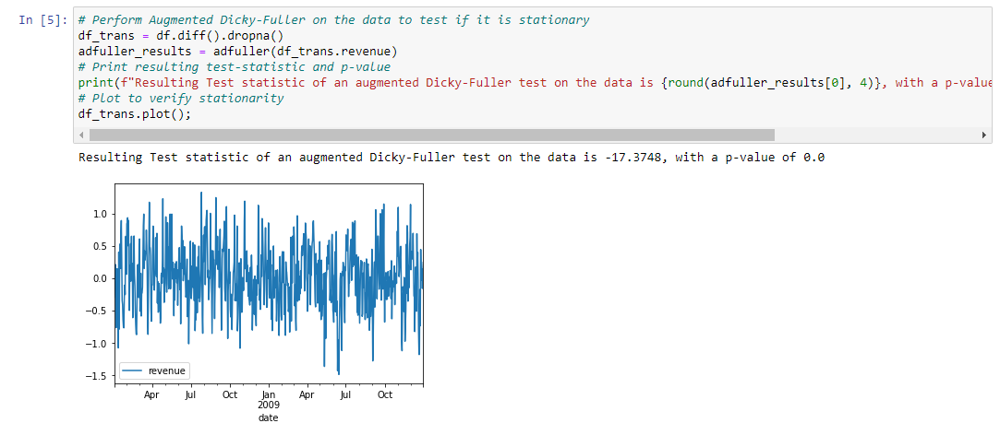 In [5]: # Perform Augmented Dicky-Fuller on the data to test if it is stationary
df_trans = df.diff().dropna()
adfuller_results = adfuller(df_trans.revenue)
# Print resulting test-statistic and p-value
print(f"Resulting Test statistic of an augmented Dicky-Fuller test on the data is {round(adfuller_results[0], 4)}, with a p-value
# Plot to verify stationarity
df_trans.plot();
Resulting Test statistic of an augmented Dicky-Fuller test on the data is -17.3748, with a p-value of 0.0
1.0
0.5
0.0
−0.5
−1.0
−1.5
revenue
Apr Jul Oct Jan Apr Jul Oct
2009
date